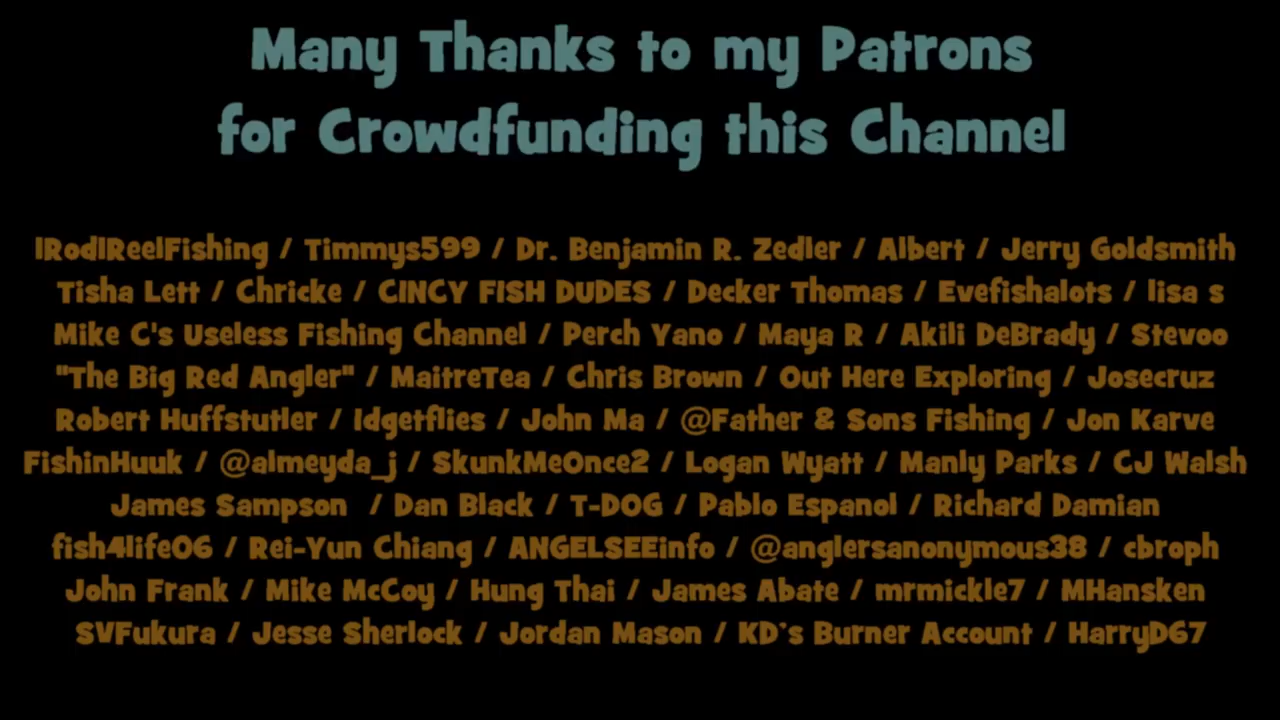 Many Thanks to my Patrons
for Crowdfunding this Channel
1Rod1ReelFishing / Timmys599 / Dr. Benjamin R. Zedler / Albert / Jerry Goldsmith
Tisha Lett / Chricke / CINCY FISH DUDES / Decker Thomas / Evefishalots / lisa s
Mike C's Useless Fishing Channel / Perch Yano / Maya R / Akili DeBrady / Stevoo
"The Big Red Angler" / MaitreTea / Chris Brown / Out Here Exploring / Josecruz
Robert Huffstutler / Idgetflies / John Ma / @Father & Sons Fishing / Jon Karve
FishinHuuk / @almeyda_j / SkunkMeOnce2 / Logan Wyatt / Manly Parks / CJ Walsh
James Sampson / Dan Black / T-DOG / Pablo Espanol / Richard Damian
fish4life06 / Rei-Yun Chiang / ANGELSEEinfo / @anglersanonymous38 / cbroph
John Frank / Mike McCoy / Hung Thai / James Abate / mrmickle7 / MHansken
SVFukura / Jesse Sherlock / Jordan Mason / KD's Burner Account / HarryD67